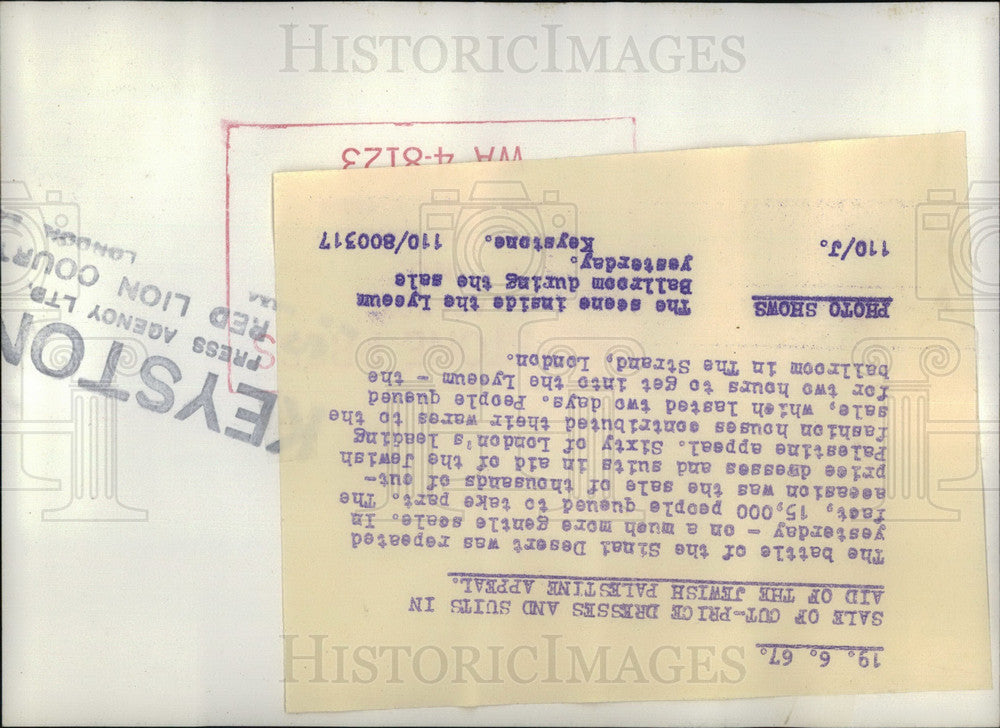 19. 6. 67.
SALE OF CUT-PRICE DRESSES AND SUITS IN
AID OF THE JEWISH PALESTINE APPEAL.
The battle of the Sinai Desert was repeated
yesterday - on a much more gentle scale. In
fact, 15,000 people queued to take part. The
acasion was the sale of thousands of cut-
price dresses and suits in aid of the Jewish
Palestine appeal. Sixty of London's leading
fashion houses contributed their wares to the
sale, which lasted two days. People queued
for two hours to get into the Lyceum - the
ballroom in The Strand, London.
PHOTO SHOWS The scene inside the Lyceum
Ballroom during the sale
yesterday.
110/J. Keystone. 110/800317
WA 4-8123
KEYSTON
PRESS AGENCY LTD.
RED LION COURT
LONDON
HISTORICIMAGES
HISTORICIMAGES